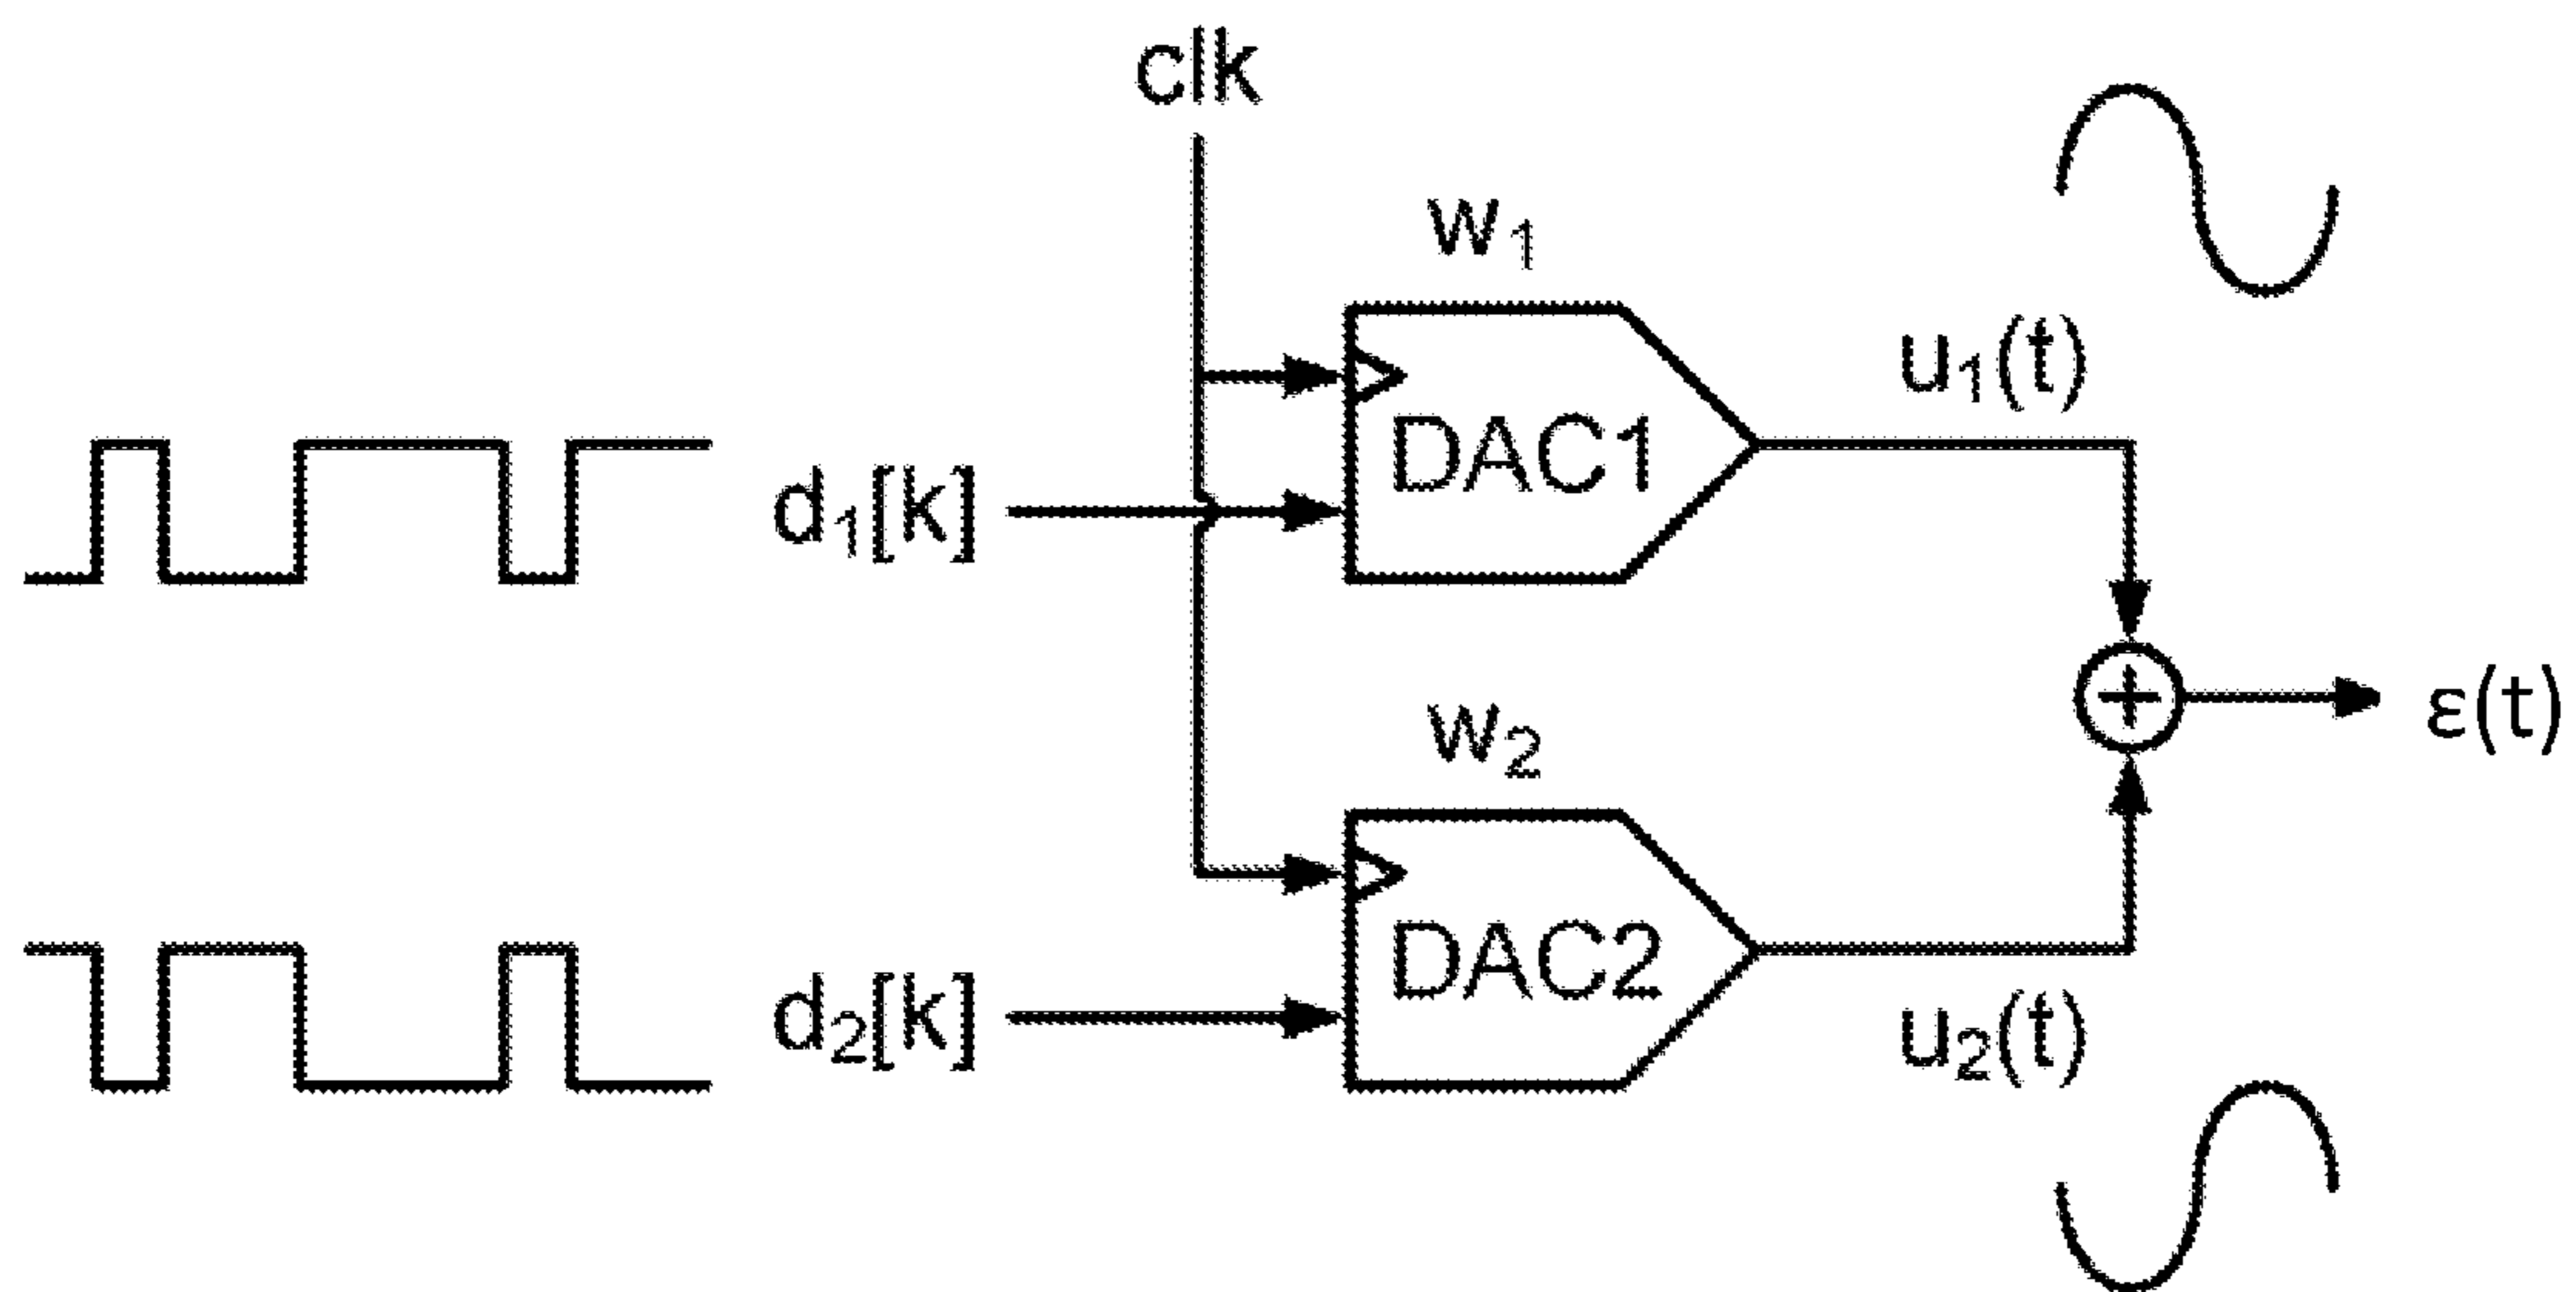 clk
w₁
u₁(t)
DAC1
d₁[k]
w₂
ε(t)
DAC2
d₂[k]
u₂(t)